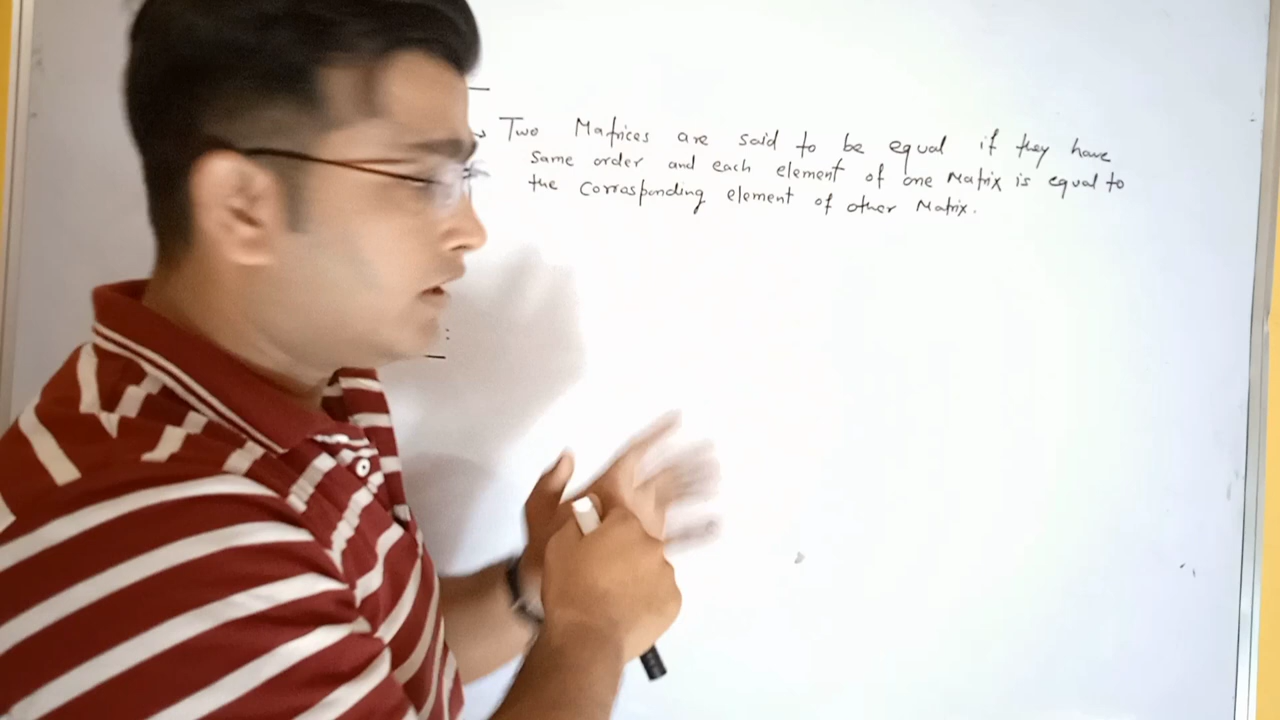 Two Matrices are said to be equal if they have
same order and each element of one Matrix is equal to
the corrasponding element of other Matrix.